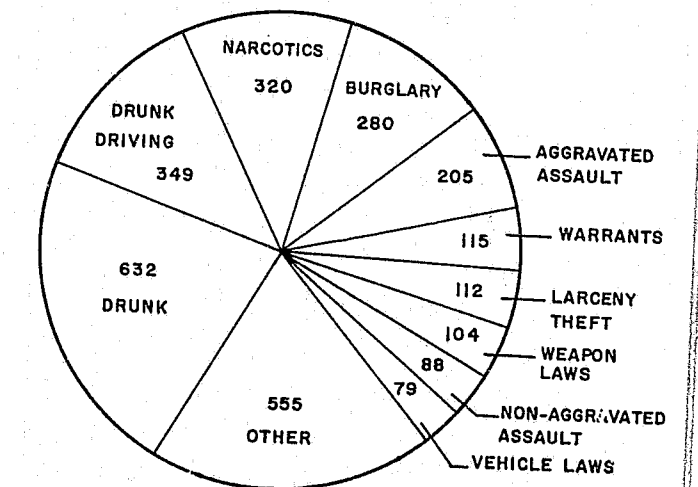 NARCOTICS
320
BURGLARY
280
DRUNK
DRIVING
349
AGGRAVATED
ASSAULT
205
WARRANTS
115
LARCENY
THEFT
112
WEAPON
LAWS
104
NON-AGGRAVATED
ASSAULT
88
VEHICLE LAWS
79
555
OTHER
632
DRUNK